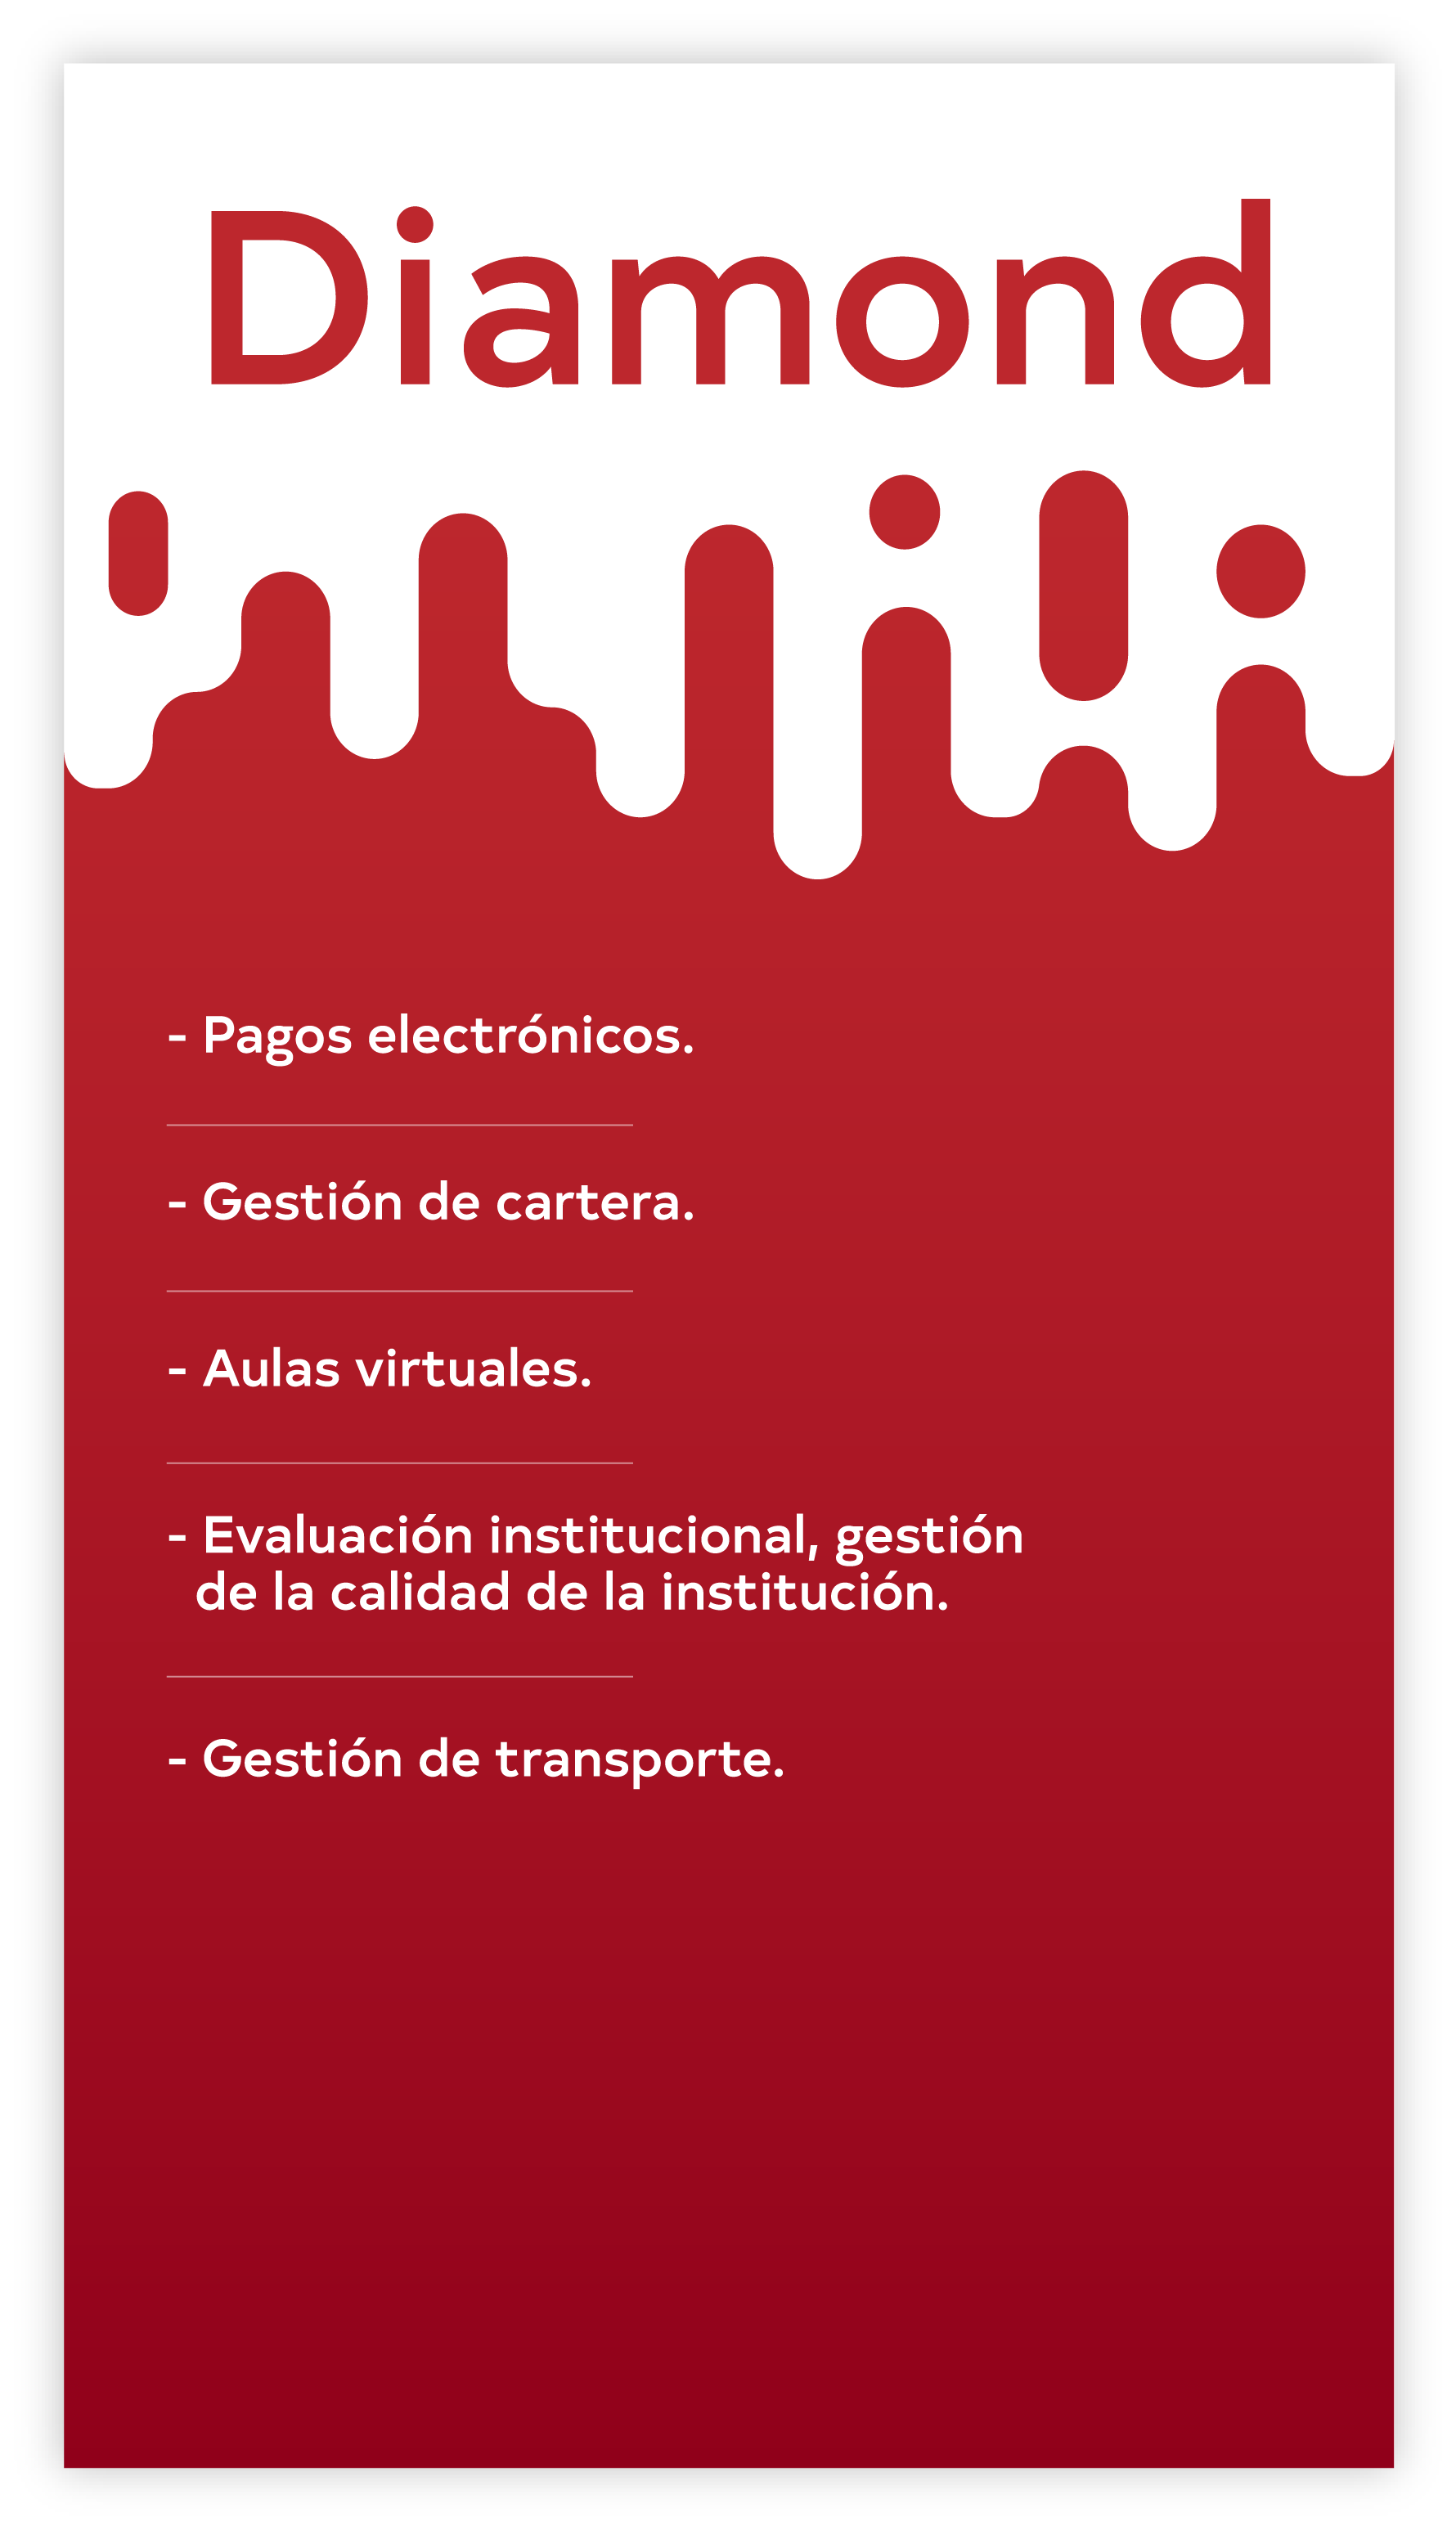 Diamond
- Pagos electrónicos.
- Gestión de cartera.
- Aulas virtuales.
- Evaluación institucional, gestión
de la calidad de la institución.
- Gestión de transporte.